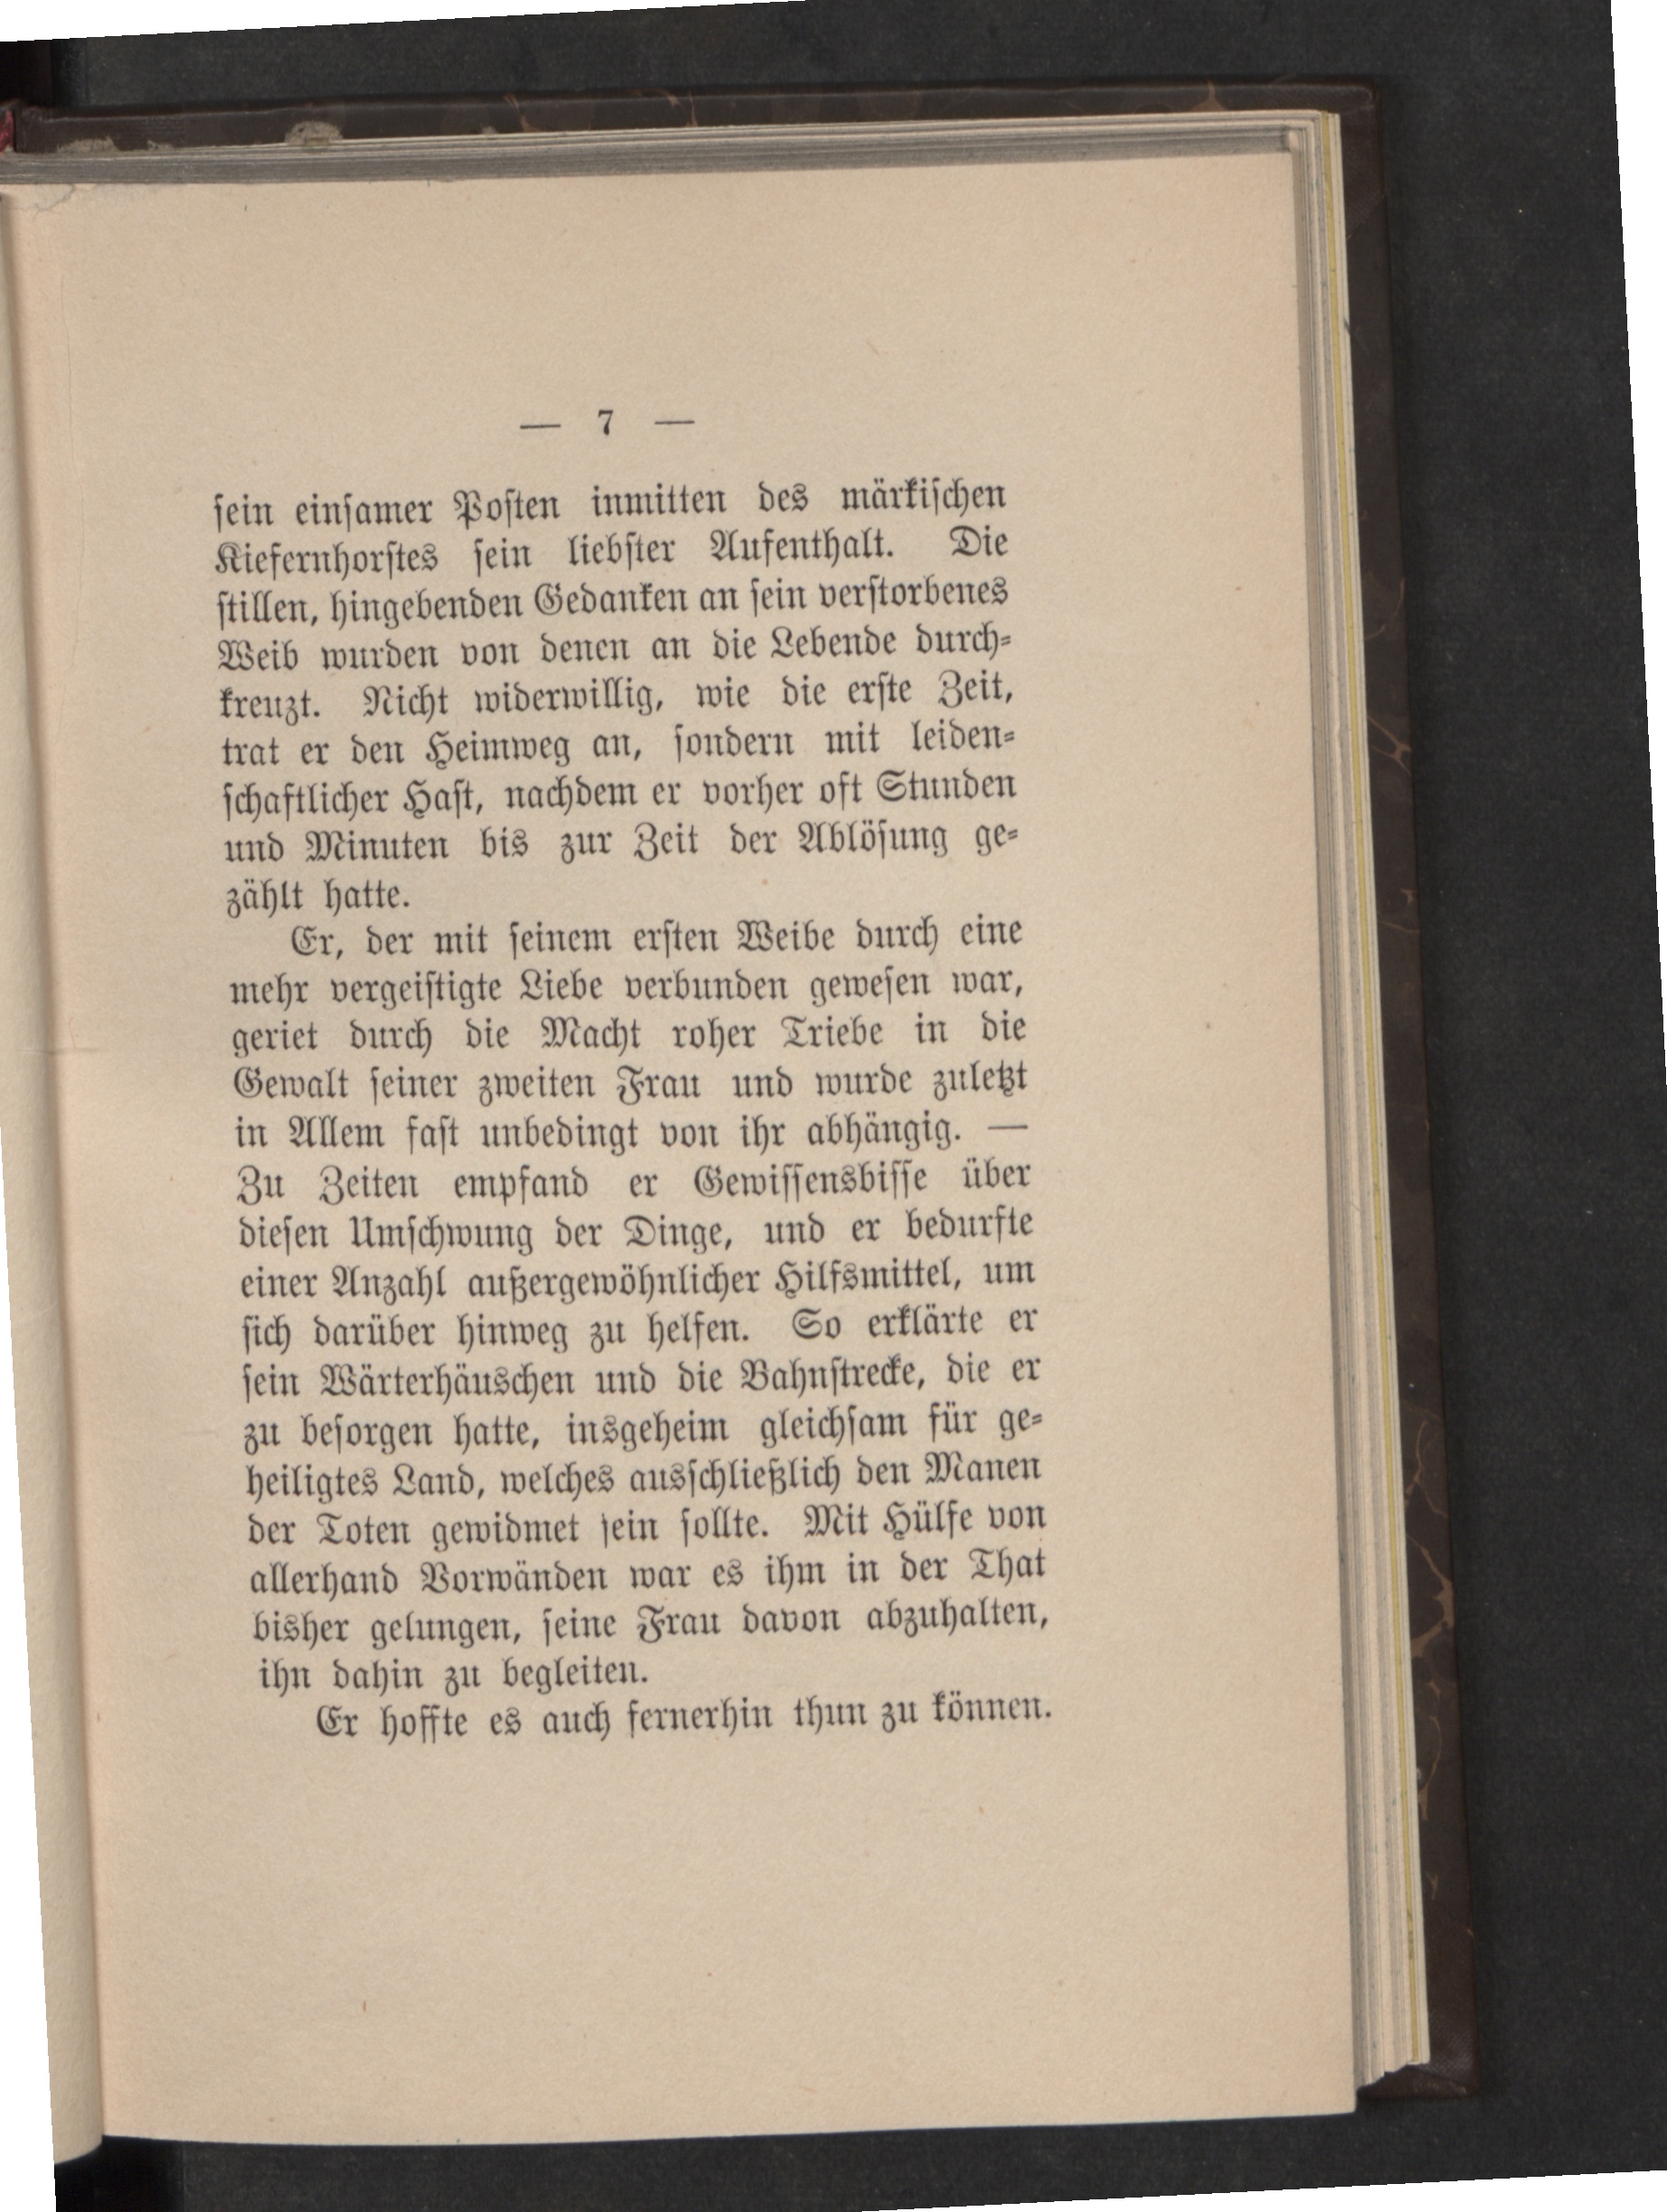 — 7 —
sein einsamer Posten inmitten des märkischen
Kiefernhorstes sein liebster Aufenthalt. Die
stillen, hingebenden Gedanken an sein verstorbenes
Weib wurden von denen an die Lebende durch-
kreuzt. Nicht widerwillig, wie die erste Zeit,
trat er den Heimweg an, sondern mit leiden-
schaftlicher Hast, nachdem er vorher oft Stunden
und Minuten bis zur Zeit der Ablösung ge-
zählt hatte.
Er, der mit seinem ersten Weibe durch eine
mehr vergeistigte Liebe verbunden gewesen war,
geriet durch die Macht roher Triebe in die
Gewalt seiner zweiten Frau und wurde zuletzt
in Allem fast unbedingt von ihr abhängig. —
Zu Zeiten empfand er Gewissensbisse über
diesen Umschwung der Dinge, und er bedurfte
einer Anzahl außergewöhnlicher Hilfsmittel, um
sich darüber hinweg zu helfen. So erklärte er
sein Wärterhäuschen und die Bahnstrecke, die er
zu besorgen hatte, insgeheim gleichsam für ge-
heiligtes Land, welches ausschließlich den Manen
der Toten gewidmet sein sollte. Mit Hülfe von
allerhand Vorwänden war es ihm in der That
bisher gelungen, seine Frau davon abzuhalten,
ihn dahin zu begleiten.
Er hoffte es auch fernerhin thun zu können.